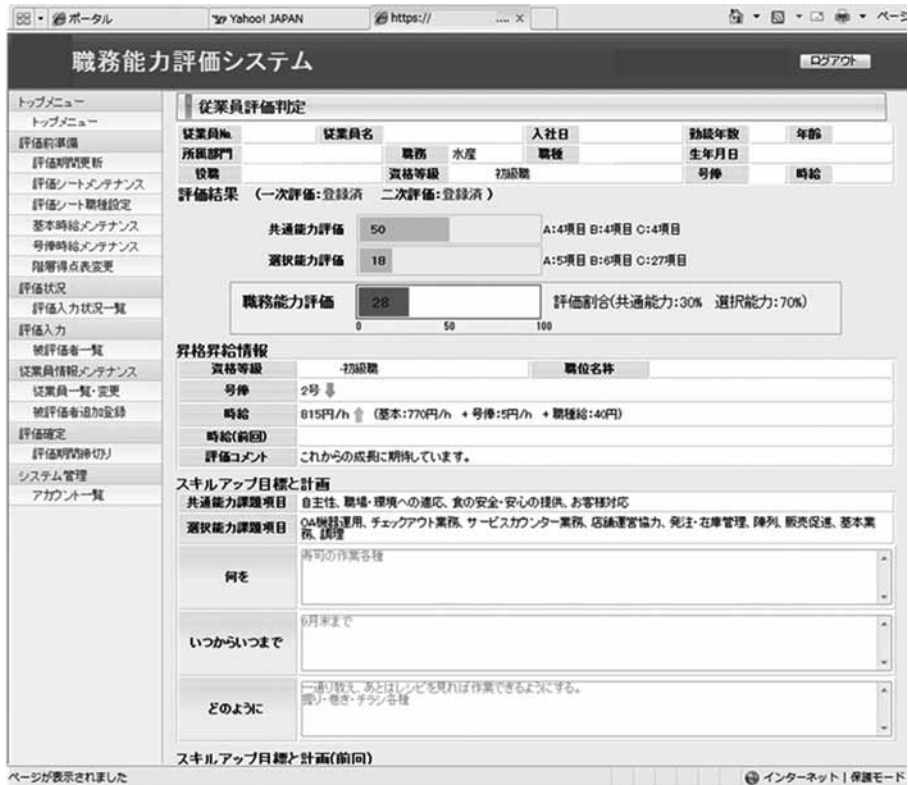 ポータル
Yahoo! JAPAN
https://
.... x
ページ
職務能力評価システム
ログアウト
トップメニュー
トップメニュー
評価前準備
評価期間更新
評価シートメンテナンス
評価シート職種設定
基本時給メンテナンス
号俸時給メンテナンス
階層得点表変更
評価状況
評価入力状況一覧
評価入力
被評価者一覧
従業員情報メンテナンス
従業員一覧・変更
被評価者追加登録
評価確定
評価期間締切り
システム管理
アカウント一覧
従業員評価判定
従業員No. 従業員名 入社日 勤続年数 年齢
所属部門 職務 水産 職種 生年月日
役職 資格等級 初級職 号俸 時給
評価結果 (一次評価:登録済 二次評価:登録済 )
共通能力評価 50 A:4項目 B:4項目 C:4項目
選択能力評価 18 A:5項目 B:6項目 C:27項目
職務能力評価 28 評価割合(共通能力:30% 選択能力:70%)
0 50 100
昇格昇給情報
資格等級 -初級職 職位名称
号俸 2号
時給 815円/h (基本:770円/h +号俸:5円/h +職種給:40円)
時給(前回)
評価コメント これからの成長に期待しています。
スキルアップ目標と計画
共通能力課題項目 自主性、職場・環境への適応、食の安全・安心の提供、お客様対応
選択能力課題項目 OA機器運用、チェックアウト業務、サービスカウンター業務、店舗運営協力、発注・在庫管理、陳列、販売促進、基本業
務、調理
何を 寿司の作業各種
いつからいつまで 9月末まで
どのように 一通り教え、あとはレシピを見れば作業できるようにする。
握り・巻き・チラシ各種
スキルアップ目標と計画(前回)
ページが表示されました
インターネット | 保護モード